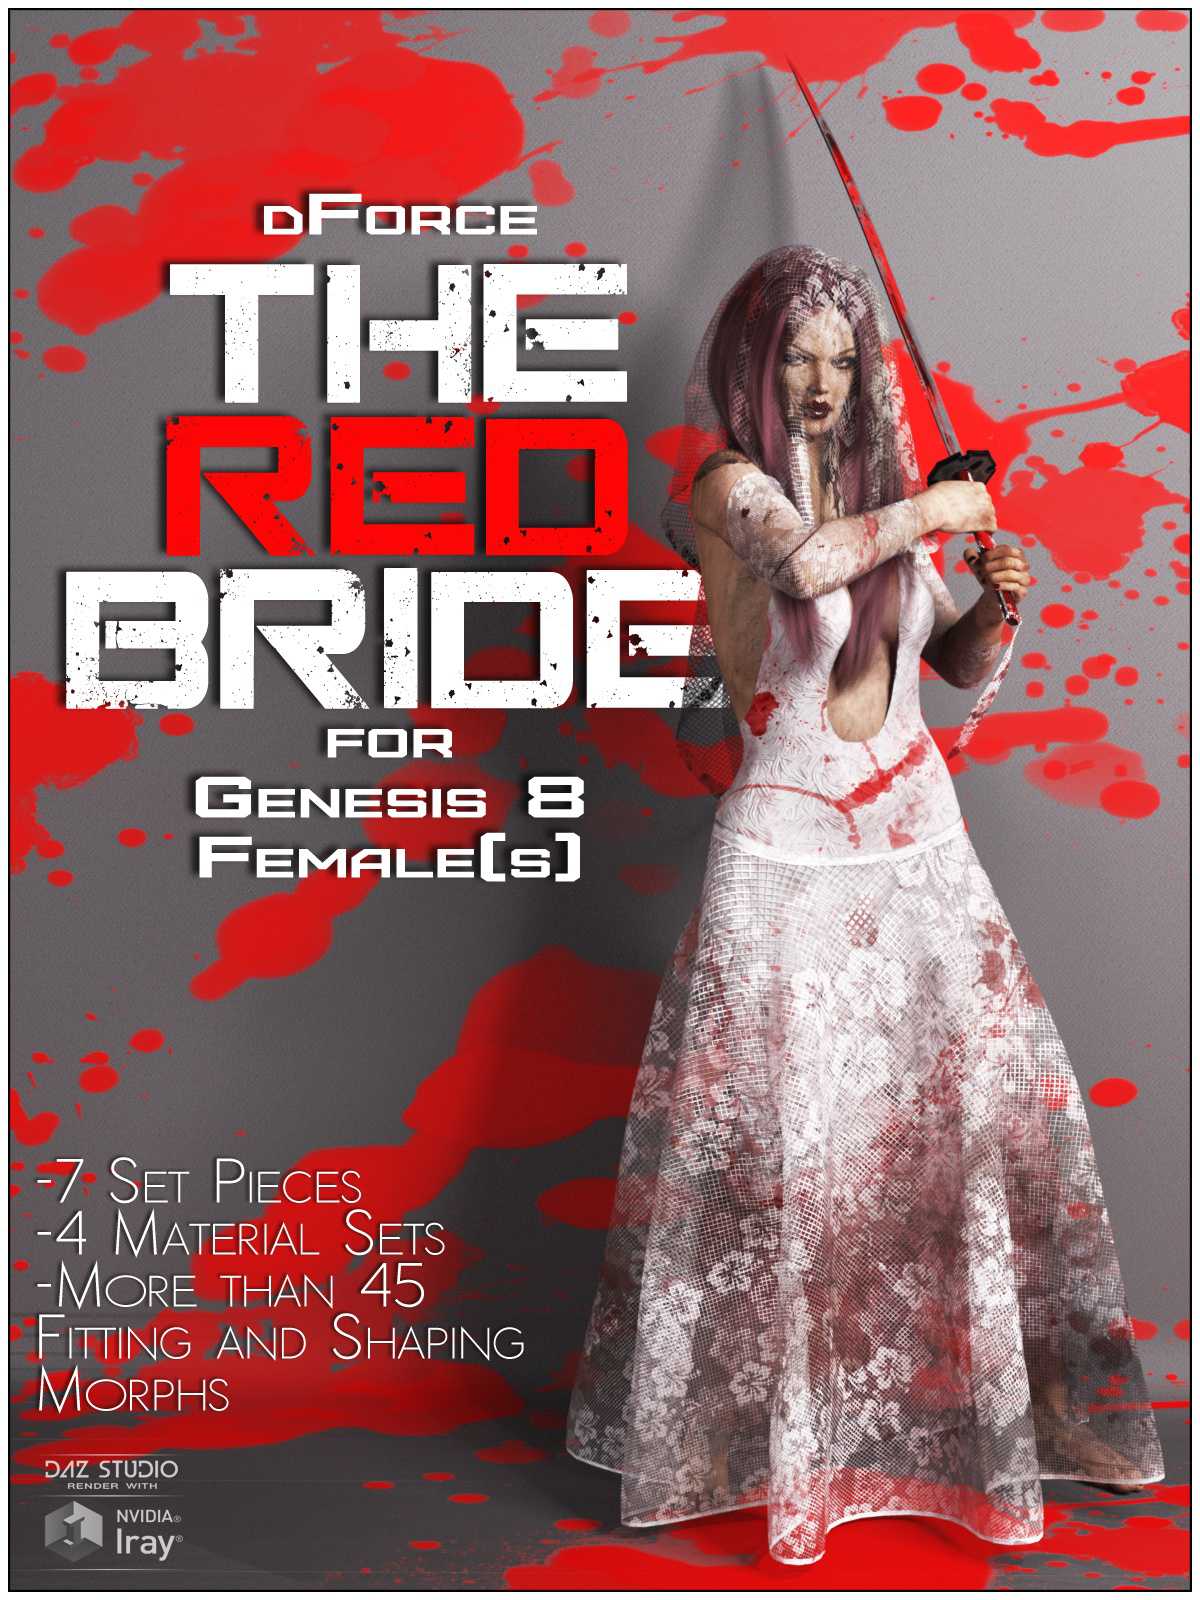 dForce
THE
RED
BRIDE
FOR
Genesis 8
Female(s)
-7 Set Pieces
-4 Material Sets
-More than 45
Fitting and Shaping
Morphs
DAZ STUDIO
RENDER WITH
NVIDIA®
Iray®